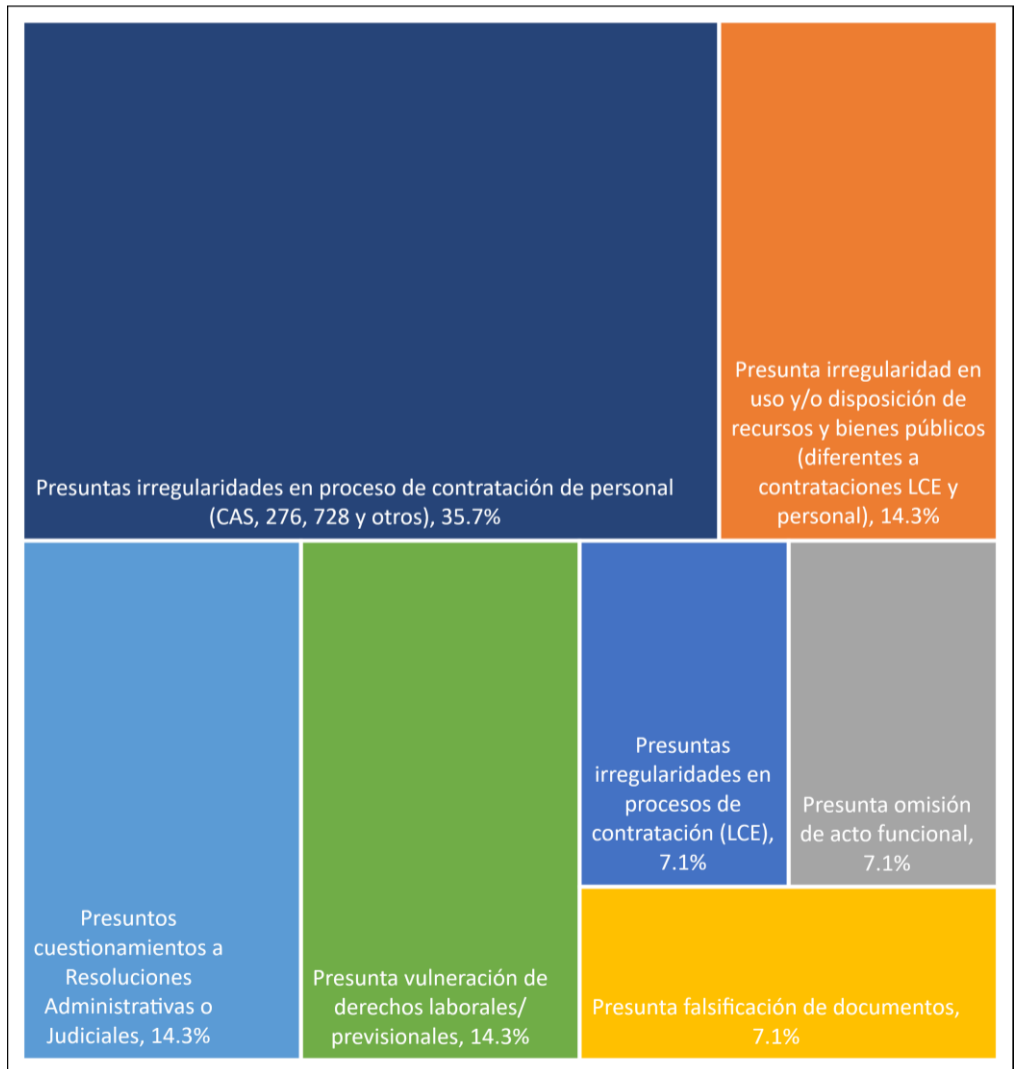 Presuntas irregularidades en proceso de contratación de personal
(CAS, 276, 728 y otros), 35.7%
Presunta irregularidad en
uso y/o disposición de
recursos y bienes públicos
(diferentes a
contrataciones LCE y
personal), 14.3%
Presuntos
cuestionamientos a
Resoluciones
Administrativas o
Judiciales, 14.3%
Presunta vulneración de
derechos laborales/
previsionales, 14.3%
Presuntas
irregularidades en
procesos de
contratación (LCE),
7.1%
Presunta omisión
de acto funcional,
7.1%
Presunta falsificación de documentos,
7.1%